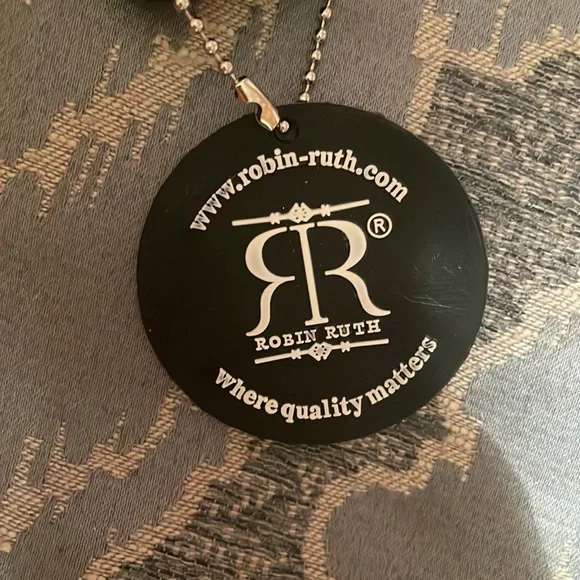 www.robin-ruth.com
RR®
ROBIN RUTH
where quality matters